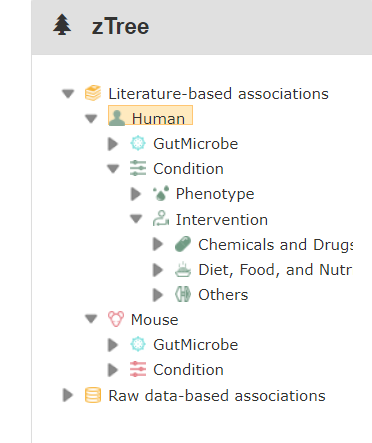 zTree
Literature-based associations
Human
GutMicrobe
Condition
Phenotype
Intervention
Chemicals and Drugs
Diet, Food, and Nutr
Others
Mouse
GutMicrobe
Condition
Raw data-based associations